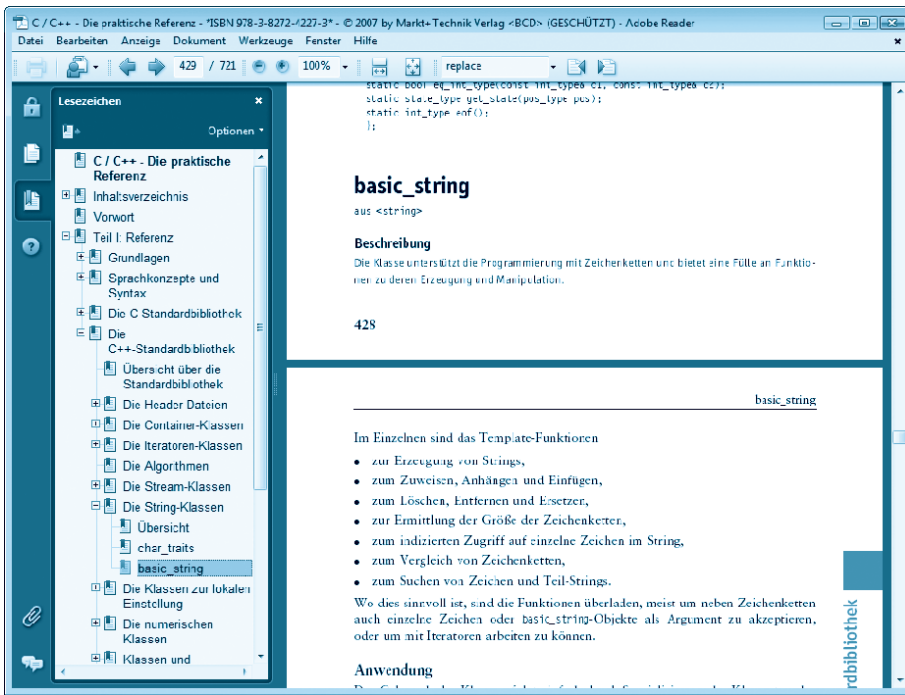 C / C++ - Die praktische Referenz - *ISBN 978-3-8272-4227-3* - © 2007 by Markt+Technik Verlag <BCD> (GESCHÜTZT) - Adobe Reader
Datei Bearbeiten Anzeige Dokument Werkzeuge Fenster Hilfe
429 / 721 100% replace
Lesezeichen
Optionen
C / C++ - Die praktische
Referenz
Inhaltsverzeichnis
Vorwort
Teil I: Referenz
Grundlagen
Sprachkonzepte und
Syntax
Die C Standardbibliothek
Die
C++-Standardbibliothek
Übersicht über die
Standardbibliothek
Die Header Dateien
Die Container-Klassen
Die Iteratoren-Klassen
Die Algorithmen
Die Stream-Klassen
Die String-Klassen
Übersicht
char_traits
basic_string
Die Klassen zur lokalen
Einstellung
Die numerischen
Klassen
Klassen und
static bool eq_int_type(const int_type& c1, const int_type& c2);
static state_type get_state(pos_type pos);
static int_type eof();
};
basic_string
aus <string>
Beschreibung
Die Klasse unterstützt die Programmierung mit Zeichenketten und bietet eine Fülle an Funktio-
nen zu deren Erzeugung und Manipulation.
428
basic_string
Im Einzelnen sind das Template-Funktionen
• zur Erzeugung von Strings,
• zum Zuweisen, Anhängen und Einfügen,
• zum Löschen, Entfernen und Ersetzen,
• zur Ermittlung der Größe der Zeichenketten,
• zum indizierten Zugriff auf einzelne Zeichen im String,
• zum Vergleich von Zeichenketten,
• zum Suchen von Zeichen und Teil-Strings.
Wo dies sinnvoll ist, sind die Funktionen überladen, meist um neben Zeichenketten
auch einzelne Zeichen oder basic_string-Objekte als Argument zu akzeptieren,
oder um mit Iteratoren arbeiten zu können.
Anwendung
rdbibliothek